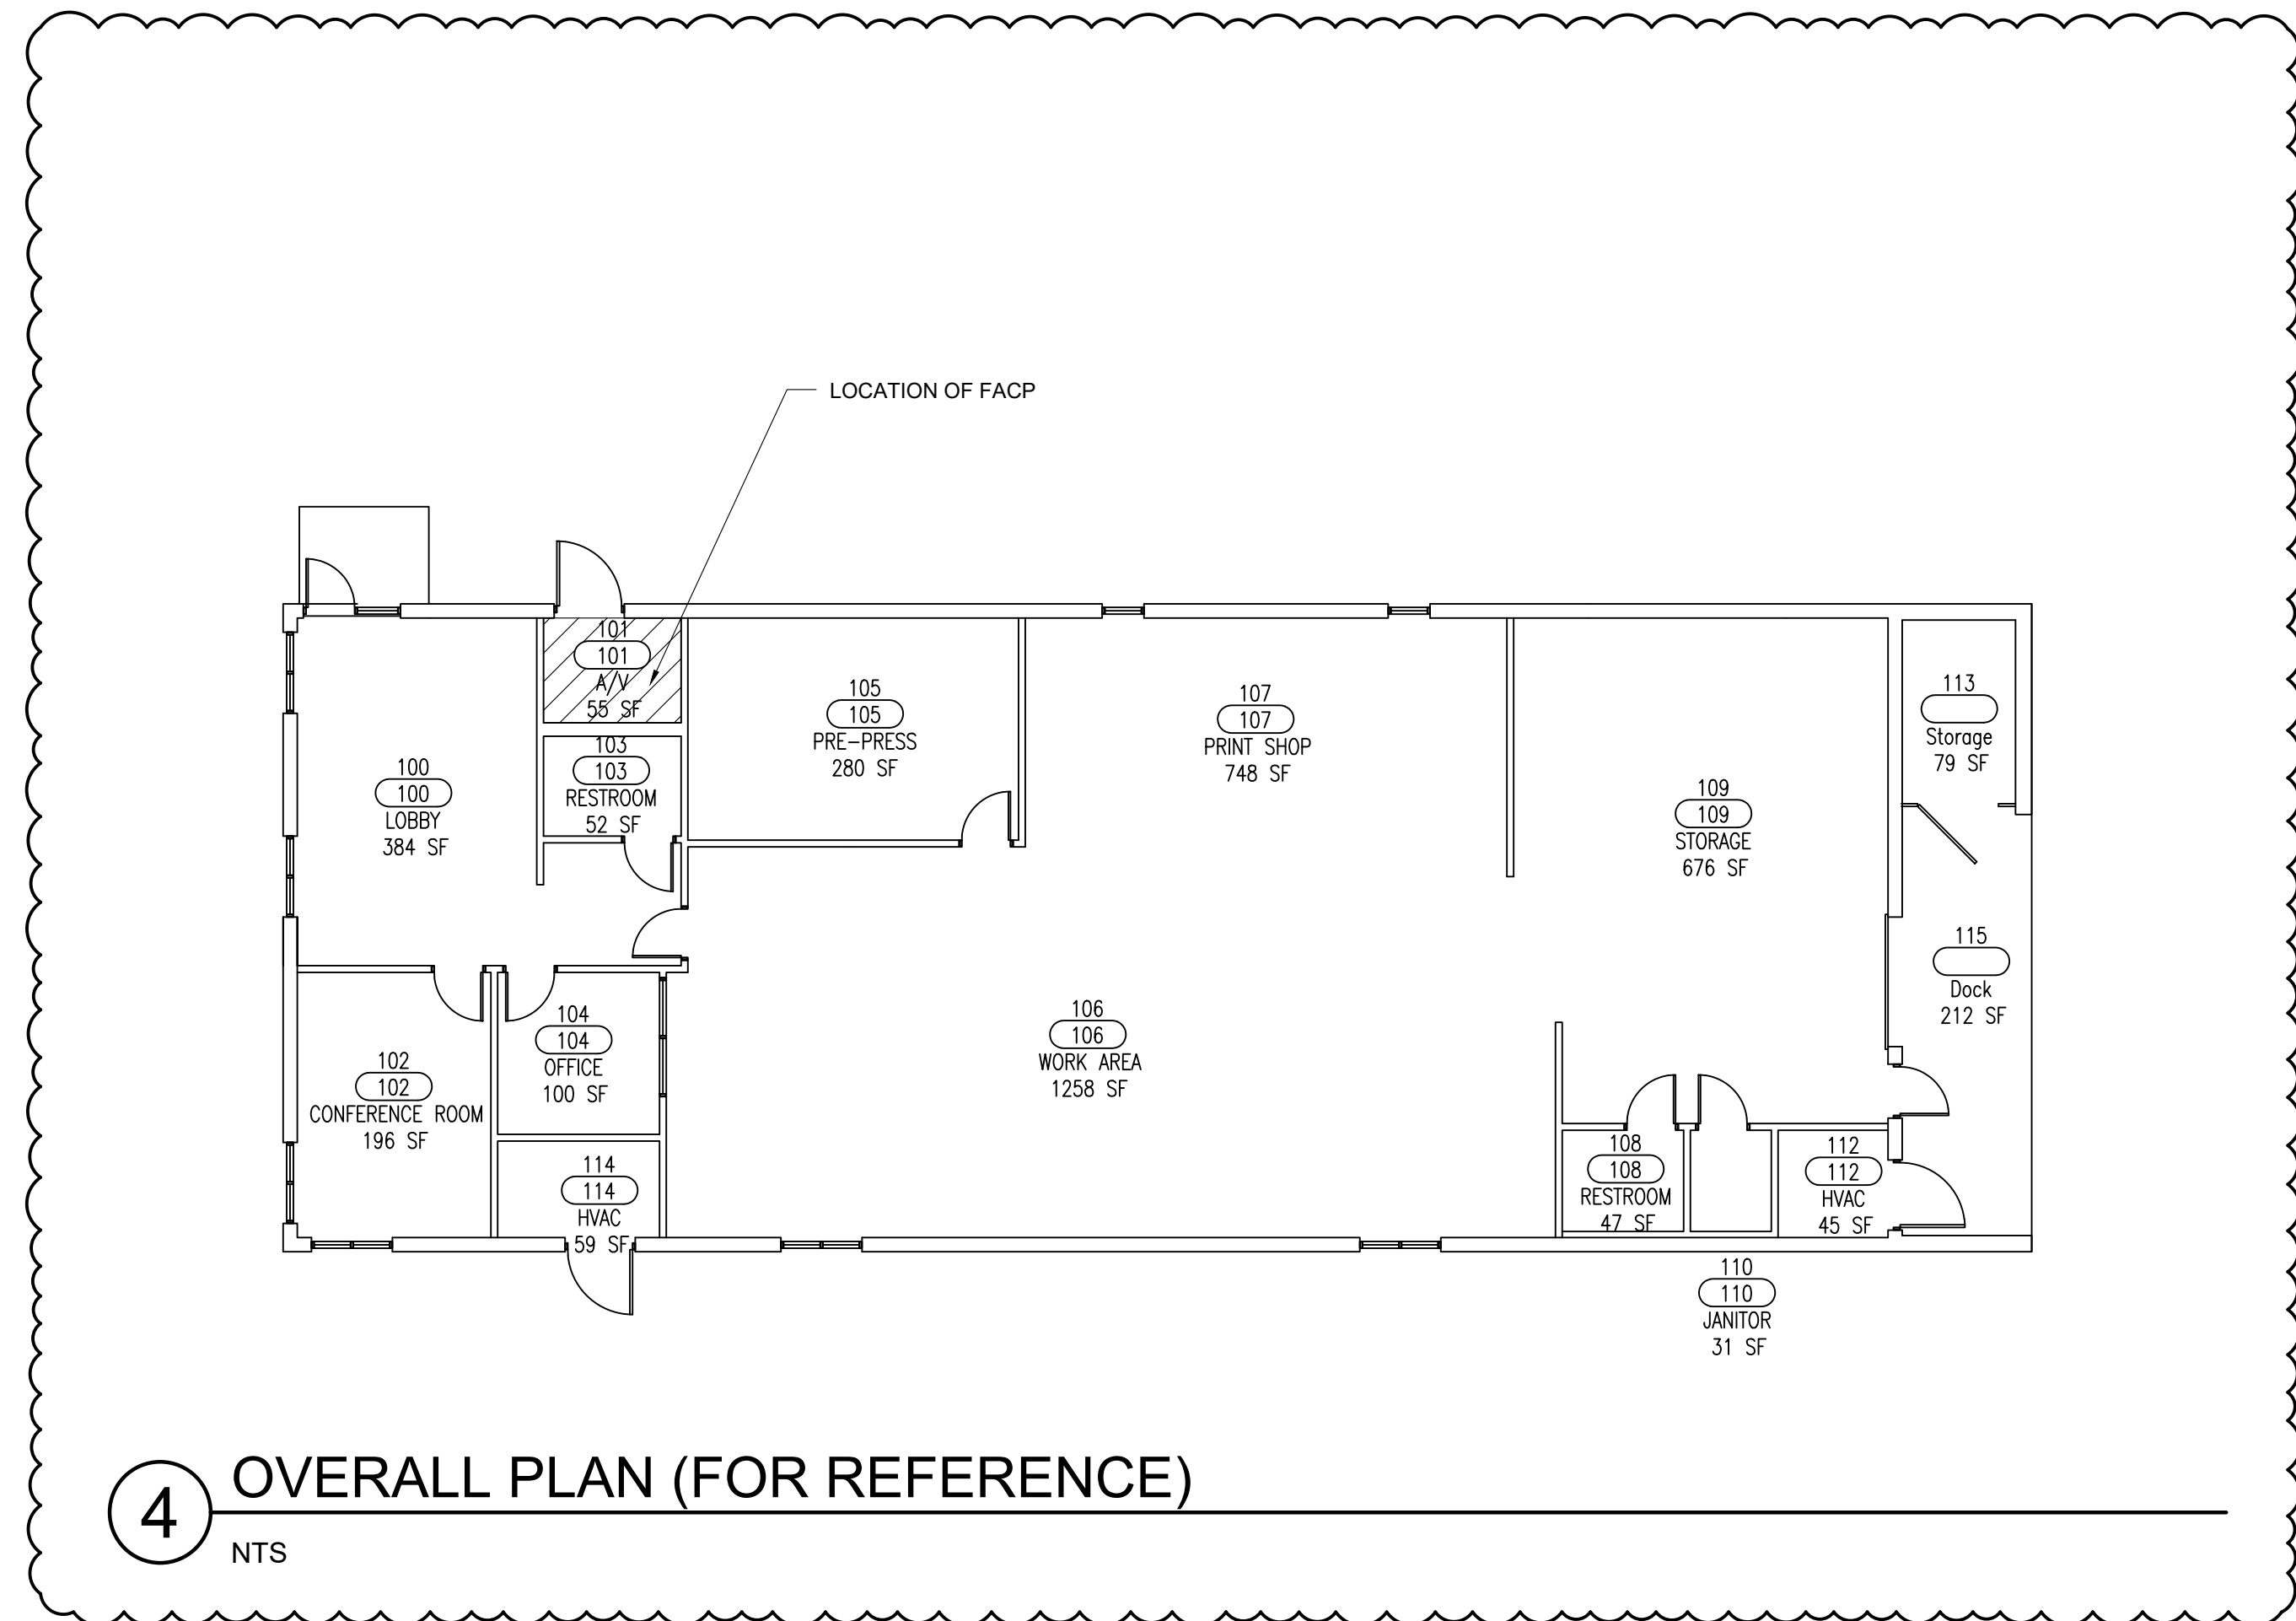 LOCATION OF FACP
101
101
A/V
55 SF
103
103
RESTROOM
52 SF
105
105
PRE-PRESS
280 SF
107
107
PRINT SHOP
748 SF
113
Storage
79 SF
100
100
LOBBY
384 SF
109
109
STORAGE
676 SF
115
Dock
212 SF
104
104
OFFICE
100 SF
106
106
WORK AREA
1258 SF
102
102
CONFERENCE ROOM
196 SF
114
114
HVAC
59 SF
108
108
RESTROOM
47 SF
112
112
HVAC
45 SF
110
110
JANITOR
31 SF
4
OVERALL PLAN (FOR REFERENCE)
NTS